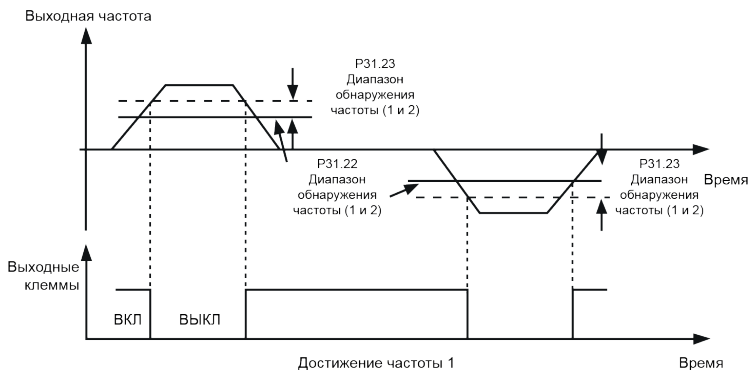 Выходная частота
P31.23
Диапазон
обнаружения
частоты (1 и 2)
P31.22
Диапазон
обнаружения
частоты (1 и 2)
P31.23
Диапазон
обнаружения
частоты (1 и 2)
Время
Выходные
клеммы
ВКЛ
ВЫКЛ
Достижение частоты 1
Время